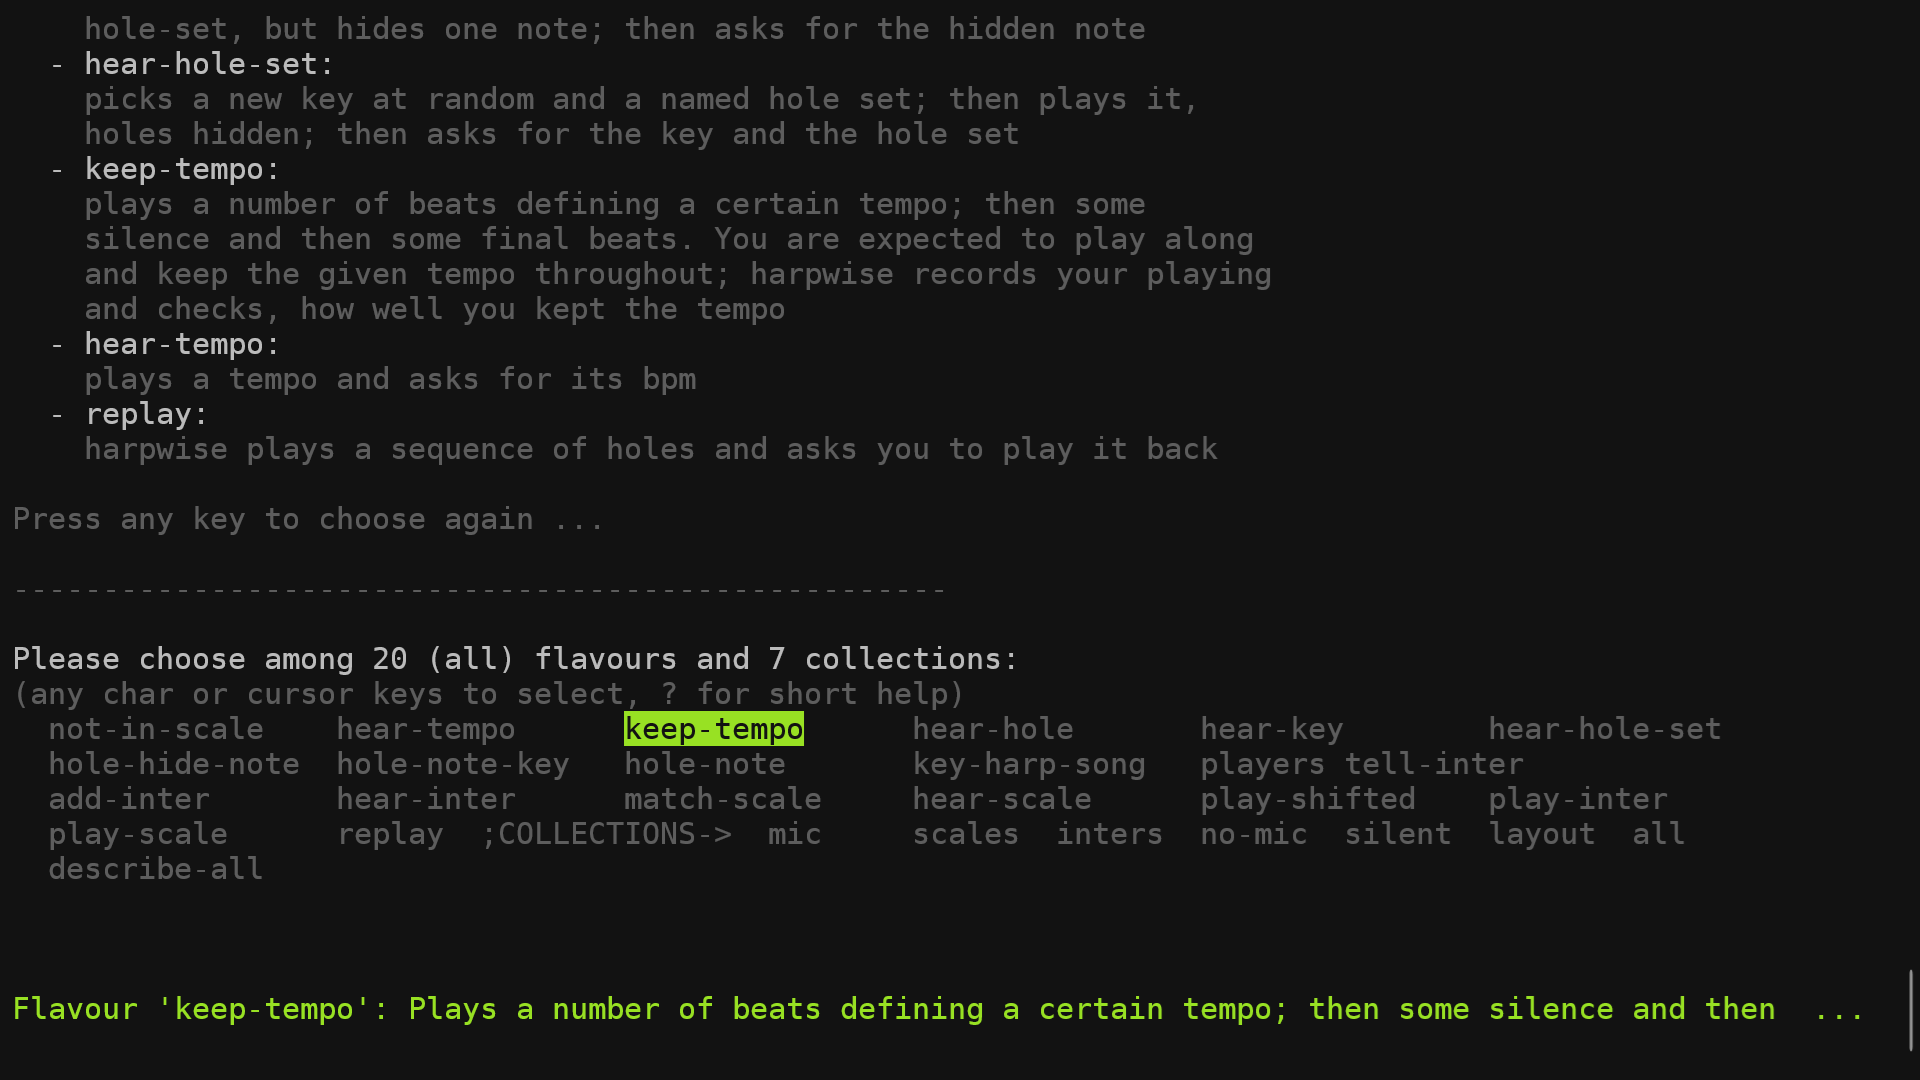 hole-set, but hides one note; then asks for the hidden note
- hear-hole-set:
picks a new key at random and a named hole set; then plays it,
holes hidden; then asks for the key and the hole set
- keep-tempo:
plays a number of beats defining a certain tempo; then some
silence and then some final beats. You are expected to play along
and keep the given tempo throughout; harpwise records your playing
and checks, how well you kept the tempo
- hear-tempo:
plays a tempo and asks for its bpm
- replay:
harpwise plays a sequence of holes and asks you to play it back
Press any key to choose again ...
----------------------------------------------------
Please choose among 20 (all) flavours and 7 collections:
(any char or cursor keys to select, ? for short help)
not-in-scale    hear-tempo      keep-tempo      hear-hole       hear-key        hear-hole-set
hole-hide-note  hole-note-key   hole-note       key-harp-song   players tell-inter
add-inter       hear-inter      match-scale     hear-scale      play-shifted    play-inter
play-scale      replay  ;COLLECTIONS->  mic     scales  inters  no-mic  silent  layout  all
describe-all
Flavour 'keep-tempo': Plays a number of beats defining a certain tempo; then some silence and then  ...